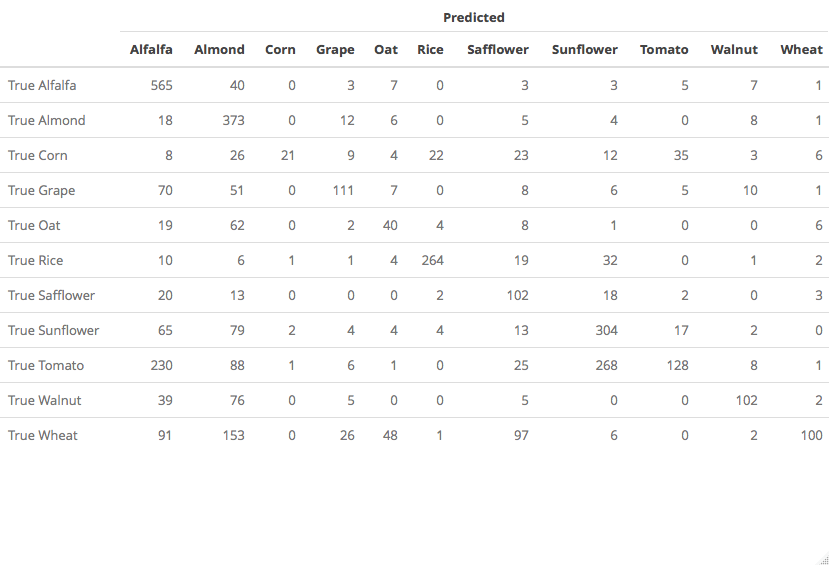 Predicted
Alfalfa Almond Corn Grape Oat Rice Safflower Sunflower Tomato Walnut Wheat
True Alfalfa 565 40 0 3 7 0 3 3 5 7 1
True Almond 18 373 0 12 6 0 5 4 0 8 1
True Corn 8 26 21 9 4 22 23 12 35 3 6
True Grape 70 51 0 111 7 0 8 6 5 10 1
True Oat 19 62 0 2 40 4 8 1 0 0 6
True Rice 10 6 1 1 4 264 19 32 0 1 2
True Safflower 20 13 0 0 0 2 102 18 2 0 3
True Sunflower 65 79 2 4 4 4 13 304 17 2 0
True Tomato 230 88 1 6 1 0 25 268 128 8 1
True Walnut 39 76 0 5 0 0 5 0 0 102 2
True Wheat 91 153 0 26 48 1 97 6 0 2 100